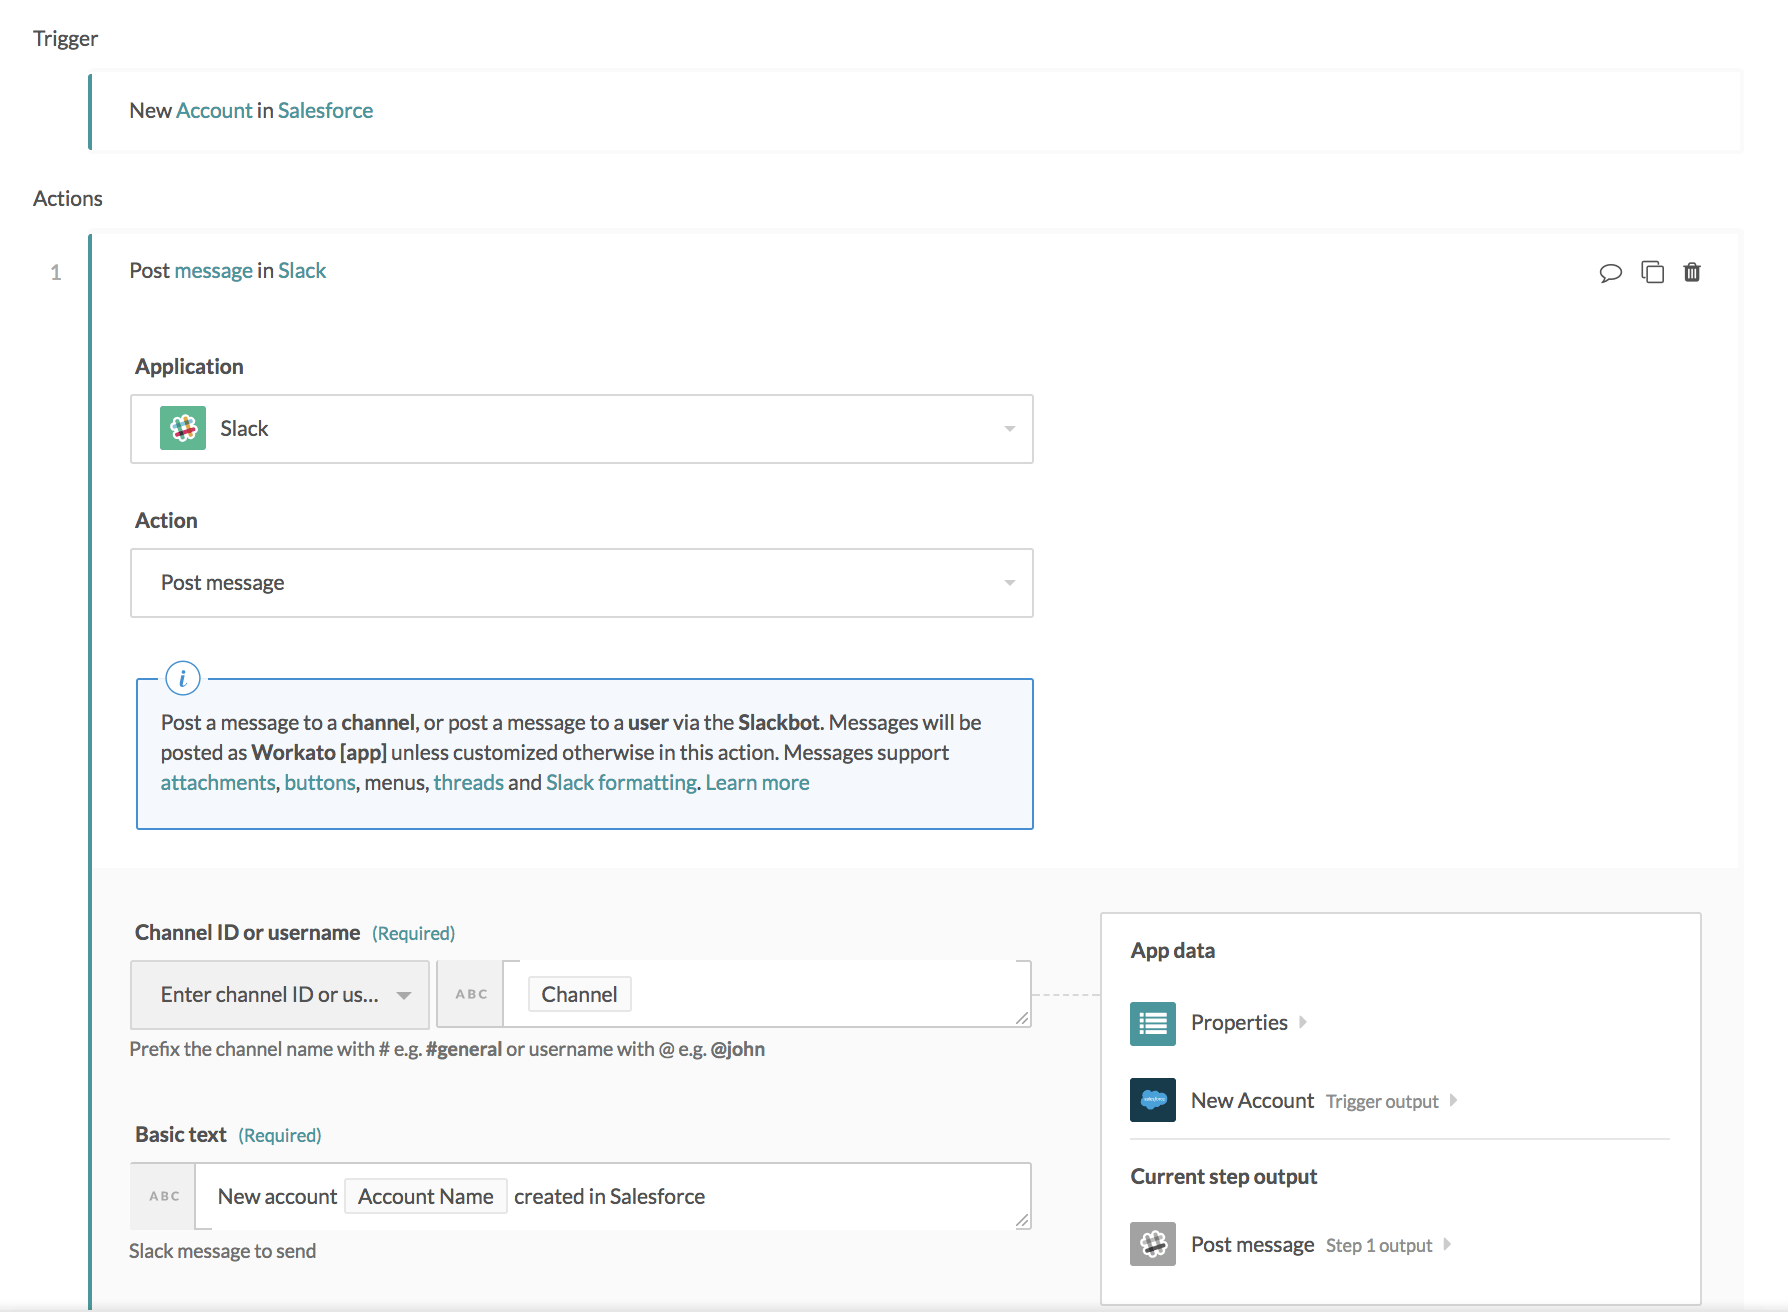 Trigger
New Account in Salesforce
Actions
1
Post message in Slack
Application
Slack
Action
Post message
i
Post a message to a channel, or post a message to a user via the Slackbot. Messages will be
posted as Workato [app] unless customized otherwise in this action. Messages support
attachments, buttons, menus, threads and Slack formatting. Learn more
Channel ID or username (Required)
Enter channel ID or us...
ABC
Channel
Prefix the channel name with # e.g. #general or username with @ e.g. @john
Basic text (Required)
ABC
New account Account Name created in Salesforce
Slack message to send
App data
Properties
salesforce
New Account Trigger output
Current step output
Post message Step 1 output